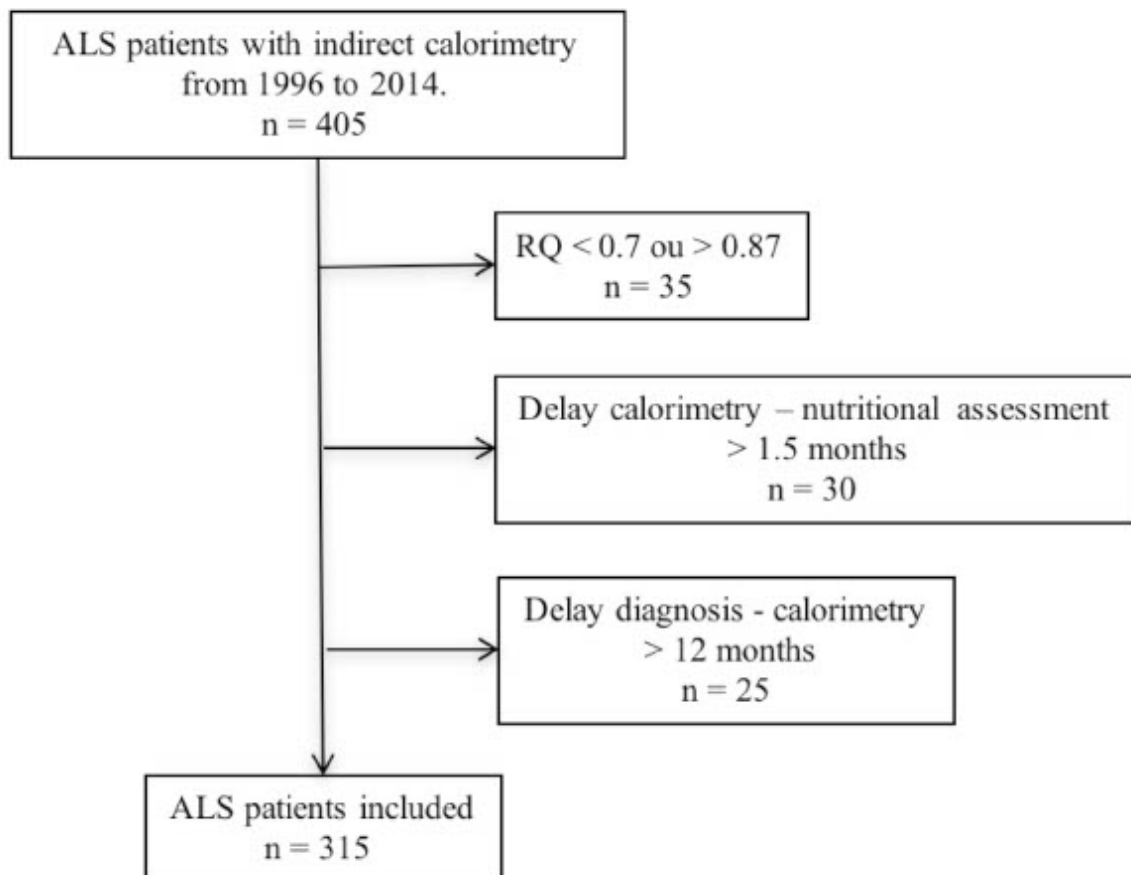 ALS patients with indirect calorimetry
from 1996 to 2014.
n = 405
RQ < 0.7 ou > 0.87
n = 35
Delay calorimetry – nutritional assessment
> 1.5 months
n = 30
Delay diagnosis - calorimetry
> 12 months
n = 25
ALS patients included
n = 315